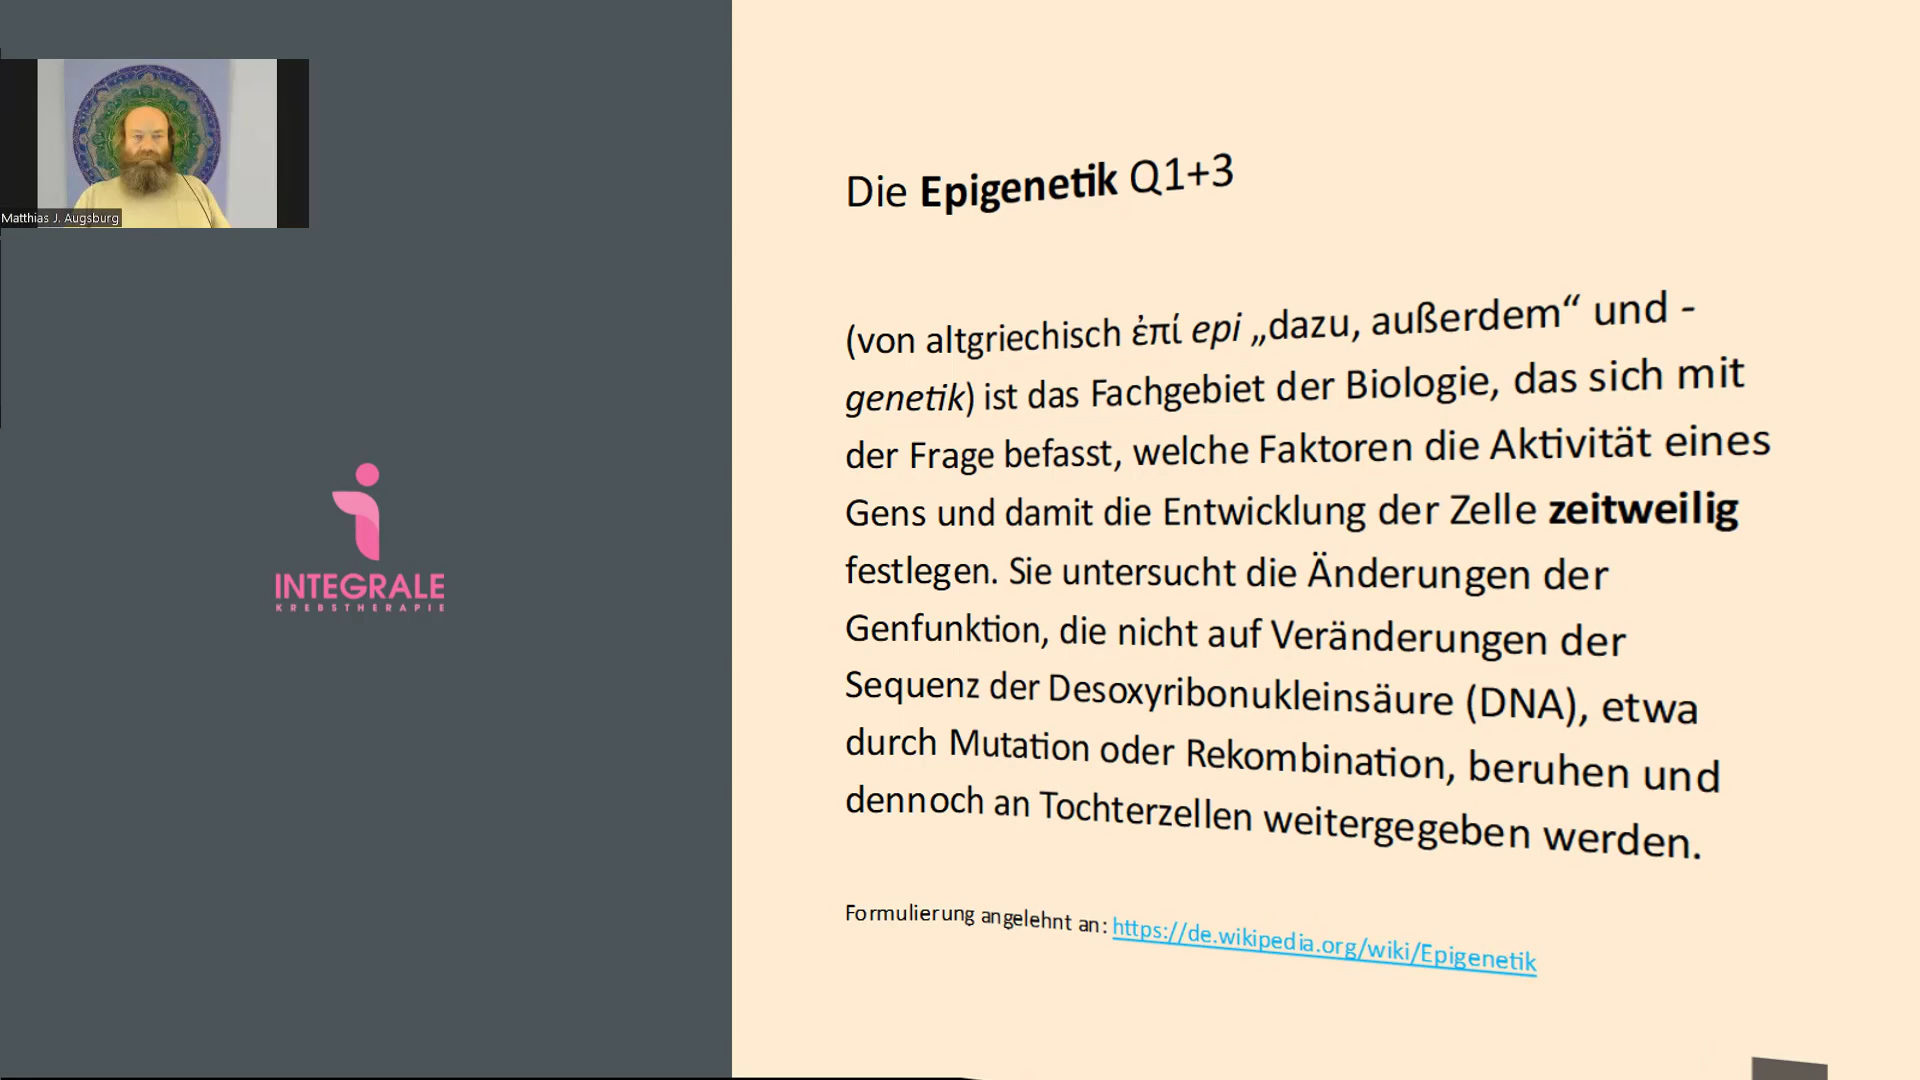 Matthias J. Augsburg
INTEGRALE
KREBSTHERAPIE
Die Epigenetik Q1+3
(von altgriechisch ἐπί epi „dazu, außerdem“ und -
genetik) ist das Fachgebiet der Biologie, das sich mit
der Frage befasst, welche Faktoren die Aktivität eines
Gens und damit die Entwicklung der Zelle zeitweilig
festlegen. Sie untersucht die Änderungen der
Genfunktion, die nicht auf Veränderungen der
Sequenz der Desoxyribonukleinsäure (DNA), etwa
durch Mutation oder Rekombination, beruhen und
dennoch an Tochterzellen weitergegeben werden.
Formulierung angelehnt an: https://de.wikipedia.org/wiki/Epigenetik